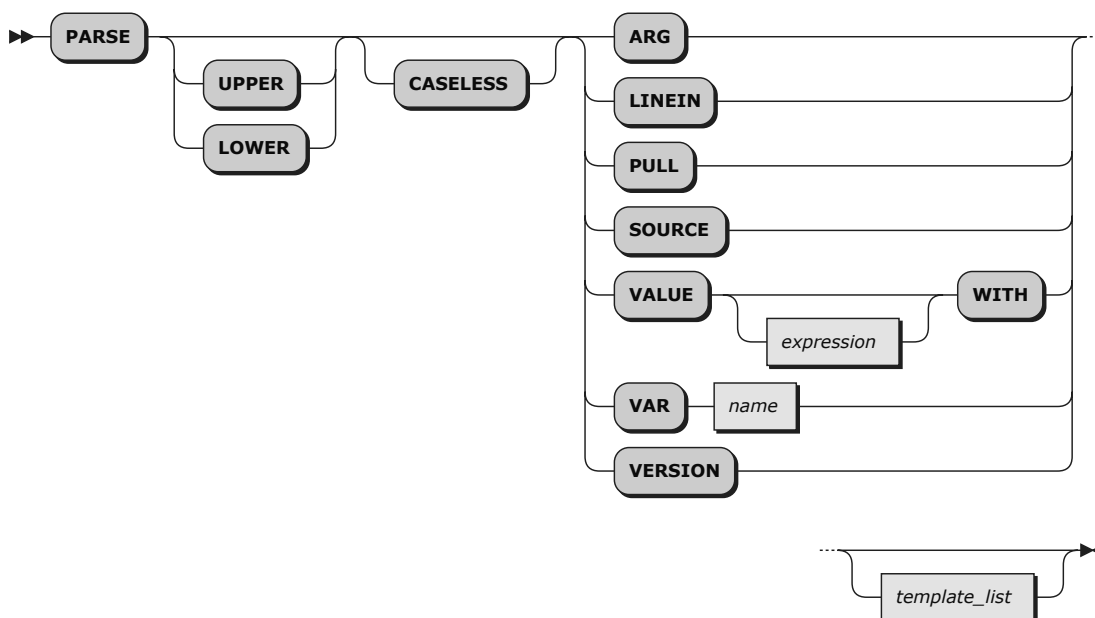 PARSE ARG
UPPER CASELESS
LINEIN
LOWER
PULL
SOURCE
VALUE WITH
expression
VAR name
VERSION
template_list